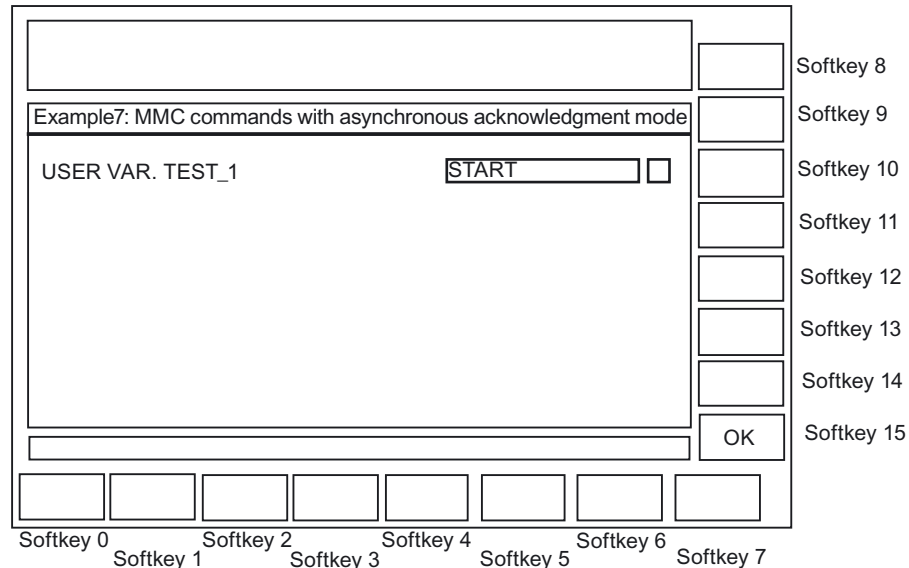 Softkey 8
Example7: MMC commands with asynchronous acknowledgment mode
Softkey 9
USER VAR. TEST_1 START
Softkey 10
Softkey 11
Softkey 12
Softkey 13
Softkey 14
OK
Softkey 15
Softkey 0
Softkey 1
Softkey 2
Softkey 3
Softkey 4
Softkey 5
Softkey 6
Softkey 7